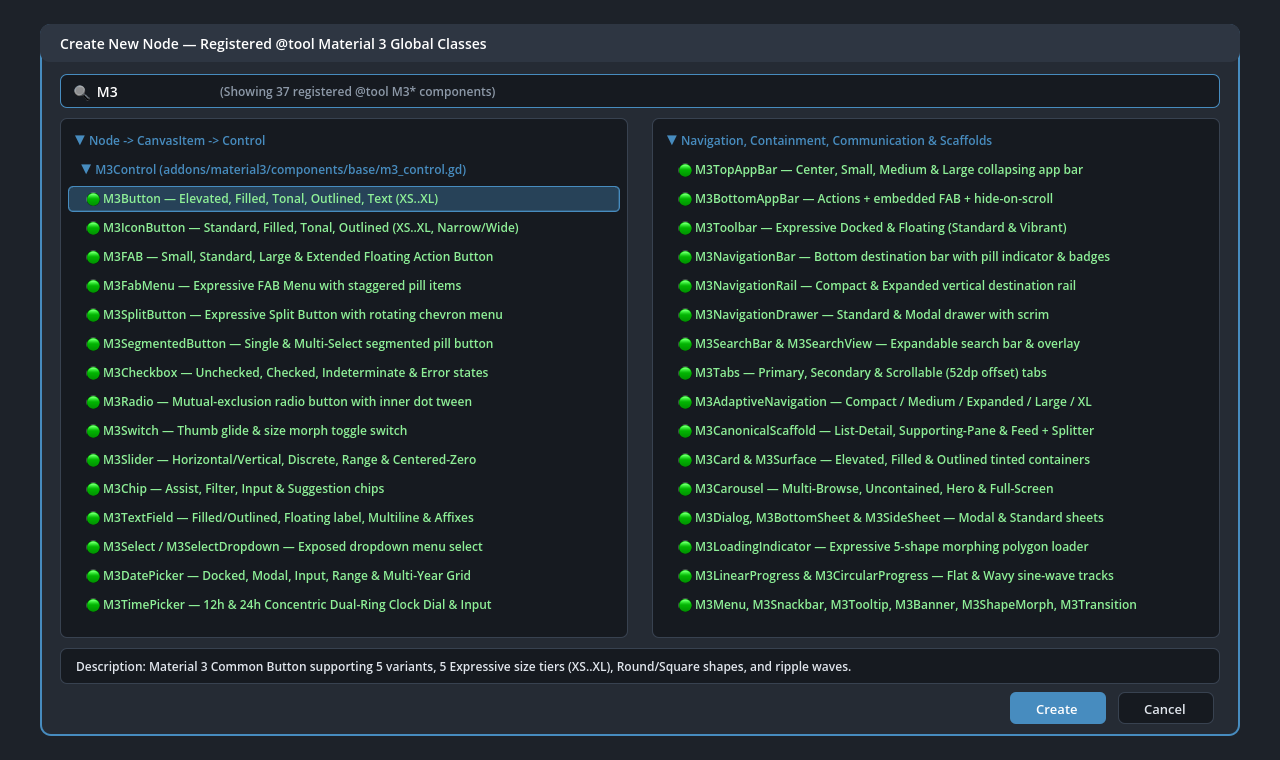 Create New Node — Registered @tool Material 3 Global Classes
M3 (Showing 37 registered @tool M3* components)
▼ Node -> CanvasItem -> Control
▼ M3Control (addons/material3/components/base/m3_control.gd)
M3Button — Elevated, Filled, Tonal, Outlined, Text (XS..XL)
M3IconButton — Standard, Filled, Tonal, Outlined (XS..XL, Narrow/Wide)
M3FAB — Small, Standard, Large & Extended Floating Action Button
M3FabMenu — Expressive FAB Menu with staggered pill items
M3SplitButton — Expressive Split Button with rotating chevron menu
M3SegmentedButton — Single & Multi-Select segmented pill button
M3Checkbox — Unchecked, Checked, Indeterminate & Error states
M3Radio — Mutual-exclusion radio button with inner dot tween
M3Switch — Thumb glide & size morph toggle switch
M3Slider — Horizontal/Vertical, Discrete, Range & Centered-Zero
M3Chip — Assist, Filter, Input & Suggestion chips
M3TextField — Filled/Outlined, Floating label, Multiline & Affixes
M3Select / M3SelectDropdown — Exposed dropdown menu select
M3DatePicker — Docked, Modal, Input, Range & Multi-Year Grid
M3TimePicker — 12h & 24h Concentric Dual-Ring Clock Dial & Input
▼ Navigation, Containment, Communication & Scaffolds
M3TopAppBar — Center, Small, Medium & Large collapsing app bar
M3BottomAppBar — Actions + embedded FAB + hide-on-scroll
M3Toolbar — Expressive Docked & Floating (Standard & Vibrant)
M3NavigationBar — Bottom destination bar with pill indicator & badges
M3NavigationRail — Compact & Expanded vertical destination rail
M3NavigationDrawer — Standard & Modal drawer with scrim
M3SearchBar & M3SearchView — Expandable search bar & overlay
M3Tabs — Primary, Secondary & Scrollable (52dp offset) tabs
M3AdaptiveNavigation — Compact / Medium / Expanded / Large / XL
M3CanonicalScaffold — List-Detail, Supporting-Pane & Feed + Splitter
M3Card & M3Surface — Elevated, Filled & Outlined tinted containers
M3Carousel — Multi-Browse, Uncontained, Hero & Full-Screen
M3Dialog, M3BottomSheet & M3SideSheet — Modal & Standard sheets
M3LoadingIndicator — Expressive 5-shape morphing polygon loader
M3LinearProgress & M3CircularProgress — Flat & Wavy sine-wave tracks
M3Menu, M3Snackbar, M3Tooltip, M3Banner, M3ShapeMorph, M3Transition
Description: Material 3 Common Button supporting 5 variants, 5 Expressive size tiers (XS..XL), Round/Square shapes, and ripple waves.
Create
Cancel